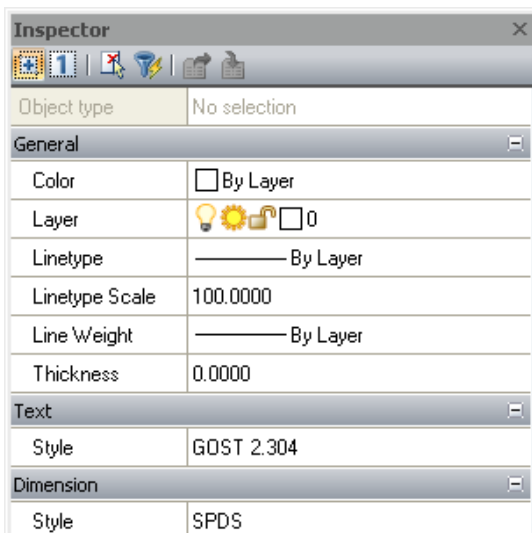 Inspector
1
Object type No selection
General
Color By Layer
Layer 0
Linetype By Layer
Linetype Scale 100.0000
Line Weight By Layer
Thickness 0.0000
Text
Style GOST 2.304
Dimension
Style SPDS